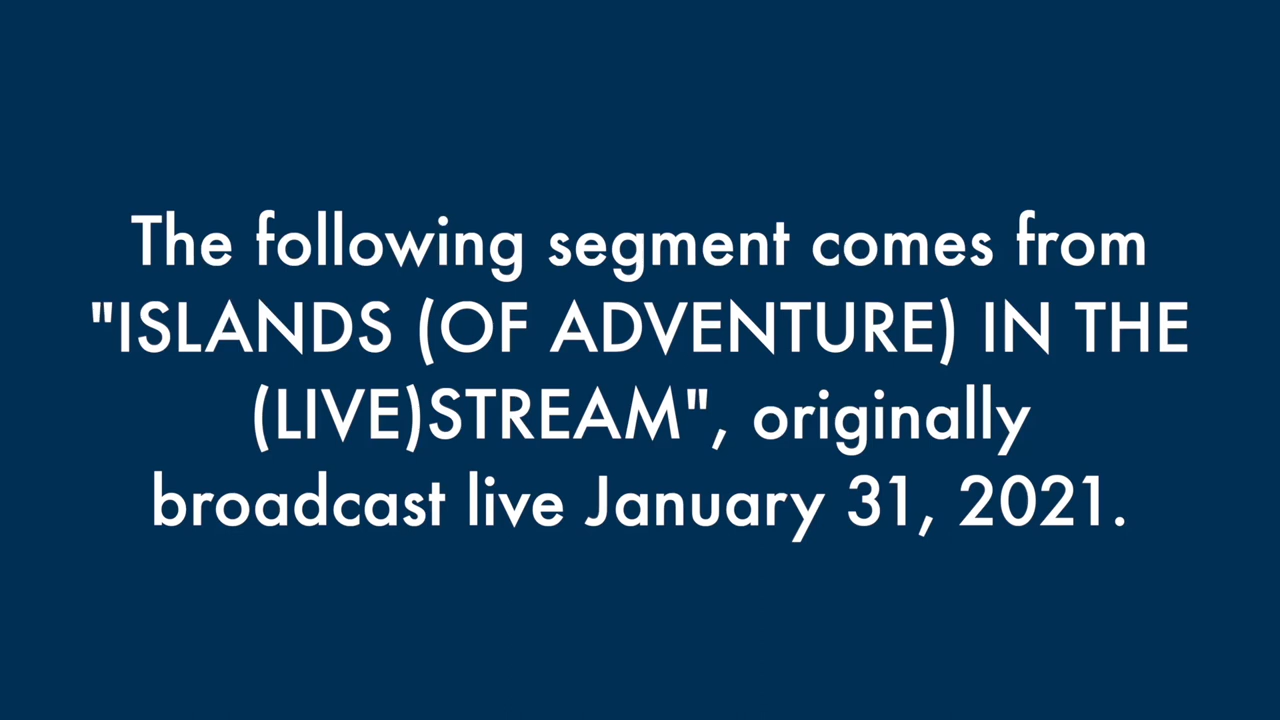 The following segment comes from
"ISLANDS (OF ADVENTURE) IN THE
(LIVE)STREAM", originally
broadcast live January 31, 2021.